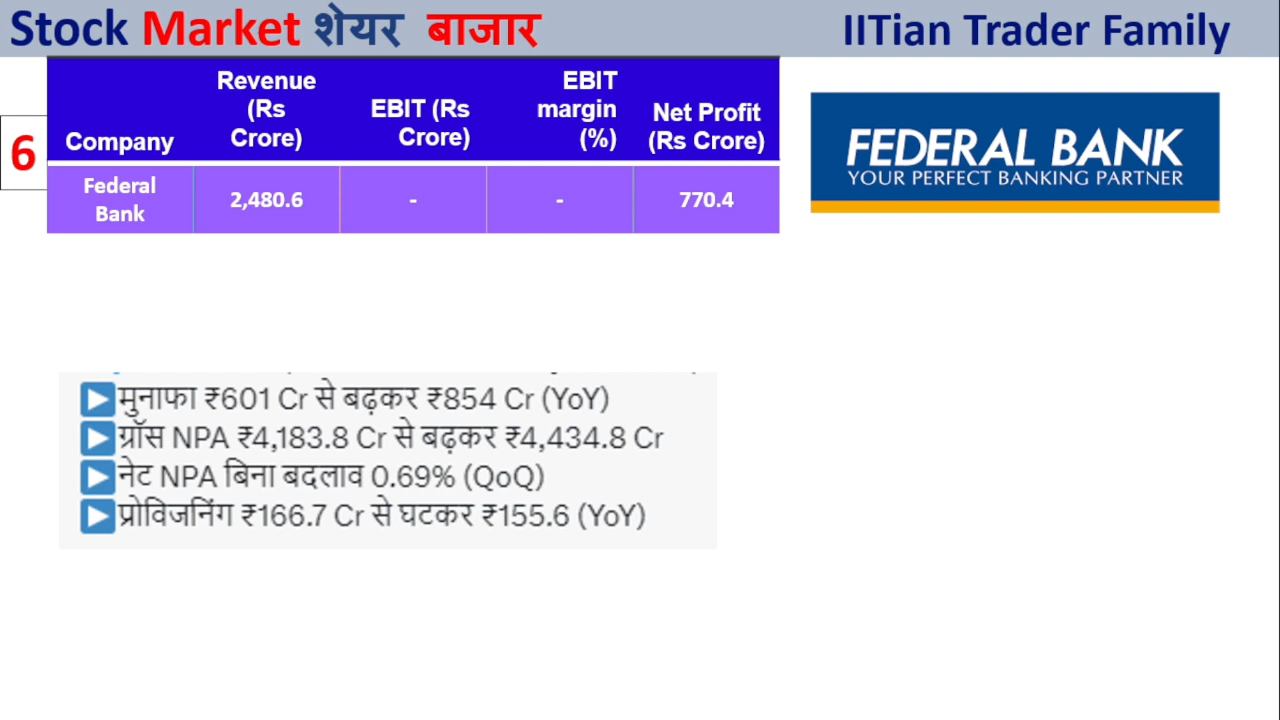 Stock Market शेयर बाजार
IITian Trader Family
6
Company
Revenue
(Rs
Crore)
EBIT (Rs
Crore)
EBIT
margin
(%)
Net Profit
(Rs Crore)
Federal
Bank
2,480.6
-
-
770.4
FEDERAL BANK
YOUR PERFECT BANKING PARTNER
मुनाफा ₹601 Cr से बढ़कर ₹854 Cr (YoY)
ग्रॉस NPA ₹4,183.8 Cr से बढ़कर ₹4,434.8 Cr
नेट NPA बिना बदलाव 0.69% (QoQ)
प्रोविजनिंग ₹166.7 Cr से घटकर ₹155.6 (YoY)